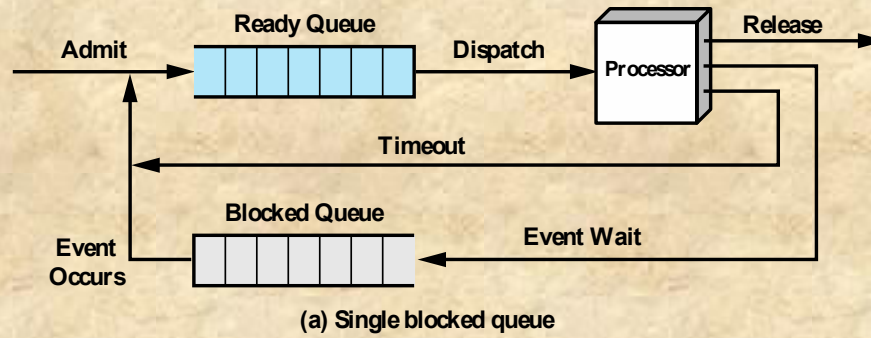 Ready Queue
Release
Admit
Dispatch
Processor
Timeout
Blocked Queue
Event Wait
Event
Occurs
(a) Single blocked queue